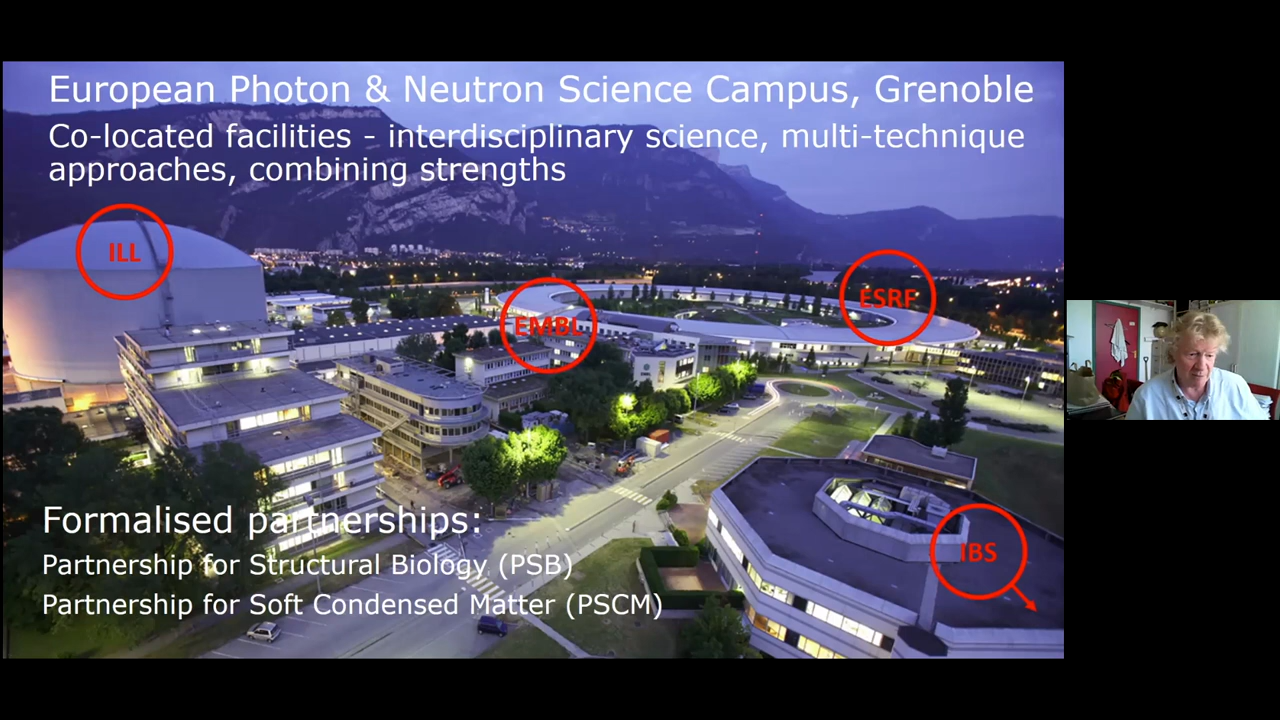 European Photon & Neutron Science Campus, Grenoble
Co-located facilities - interdisciplinary science, multi-technique
approaches, combining strengths
ILL
EMBL
ESRF
IBS
Formalised partnerships:
Partnership for Structural Biology (PSB)
Partnership for Soft Condensed Matter (PSCM)